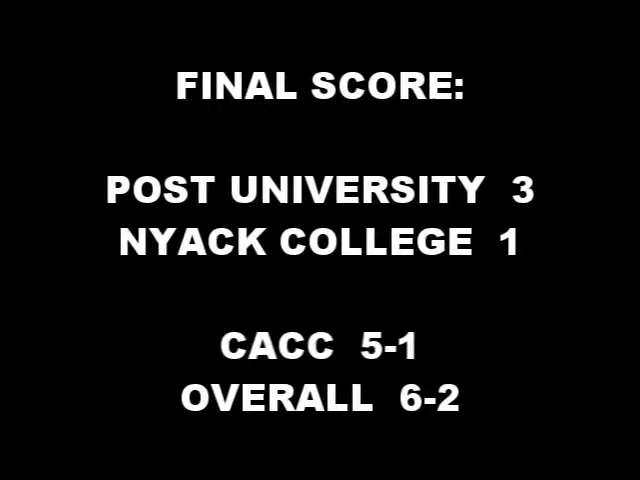 FINAL SCORE:
POST UNIVERSITY 3
NYACK COLLEGE 1
CACC 5-1
OVERALL 6-2